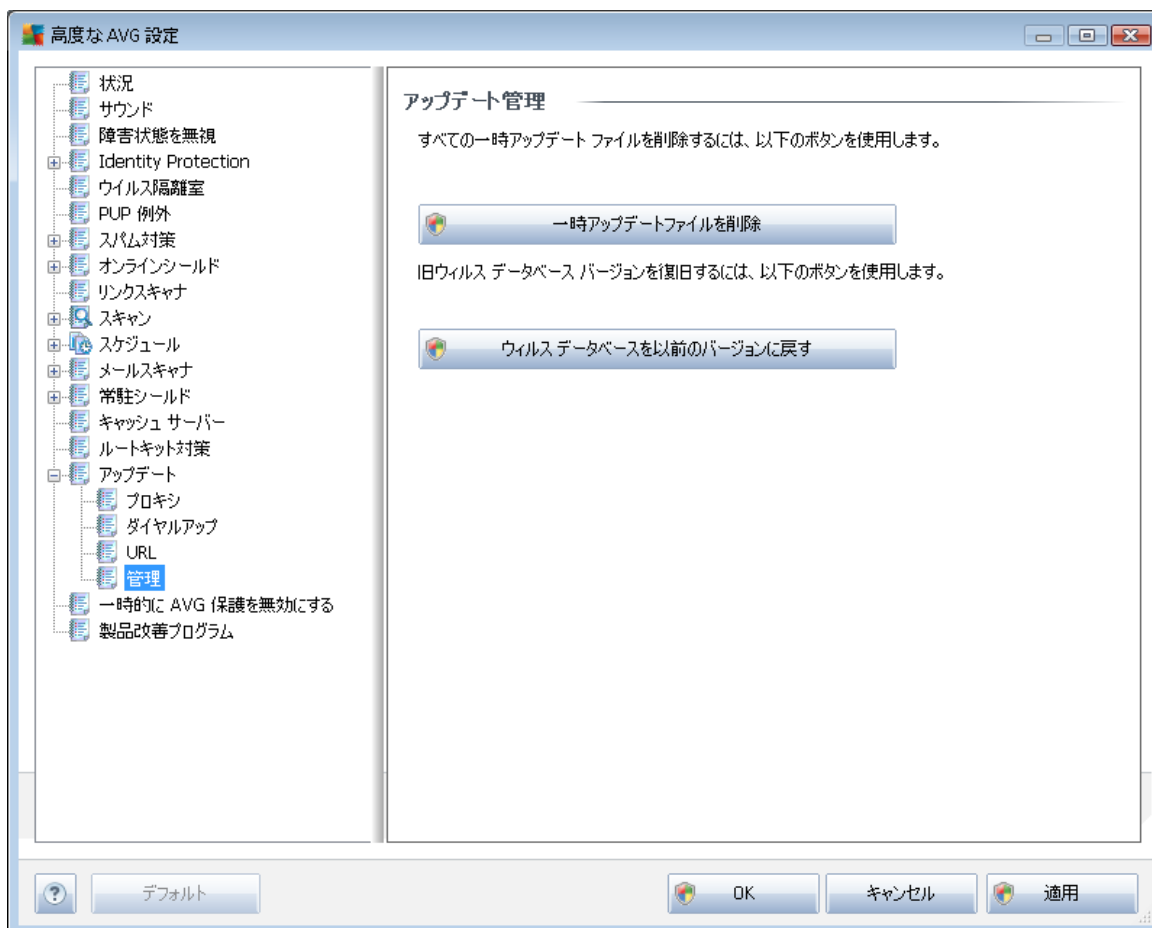 高度な AVG 設定
状況
サウンド
障害状態を無視
Identity Protection
ウイルス隔離室
PUP 例外
スパム対策
オンラインシールド
リンクスキャナ
スキャン
スケジュール
メールスキャナ
常駐シールド
キャッシュ サーバー
ルートキット対策
アップデート
プロキシ
ダイヤルアップ
URL
管理
一時的に AVG 保護を無効にする
製品改善プログラム
アップデート管理
すべての一時アップデート ファイルを削除するには、以下のボタンを使用します。
一時アップデートファイルを削除
旧ウィルス データベース バージョンを復旧するには、以下のボタンを使用します。
ウィルス データベースを以前のバージョンに戻す
?
デフォルト
OK
キャンセル
適用